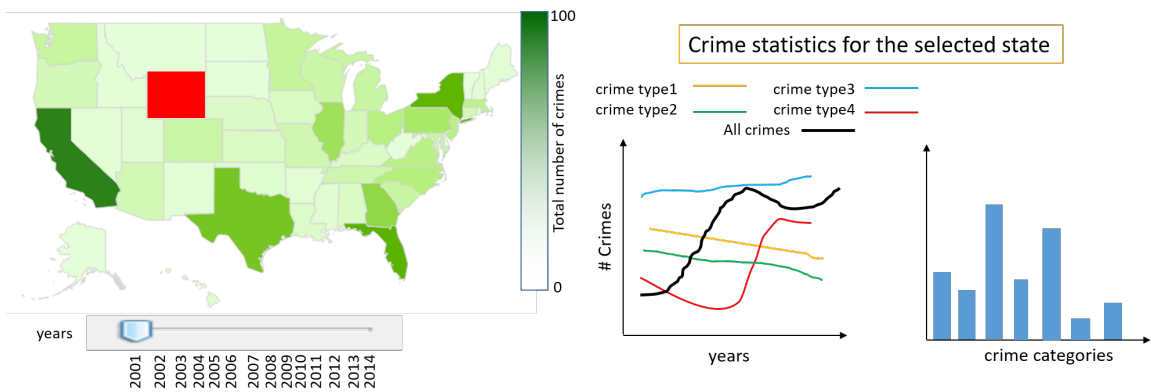 100
Total number of crimes
0
years
2001
2002
2003
2004
2005
2006
2007
2008
2009
2010
2011
2012
2013
2014
Crime statistics for the selected state
crime type1
crime type3
crime type2
crime type4
All crimes
# Crimes
years
crime categories